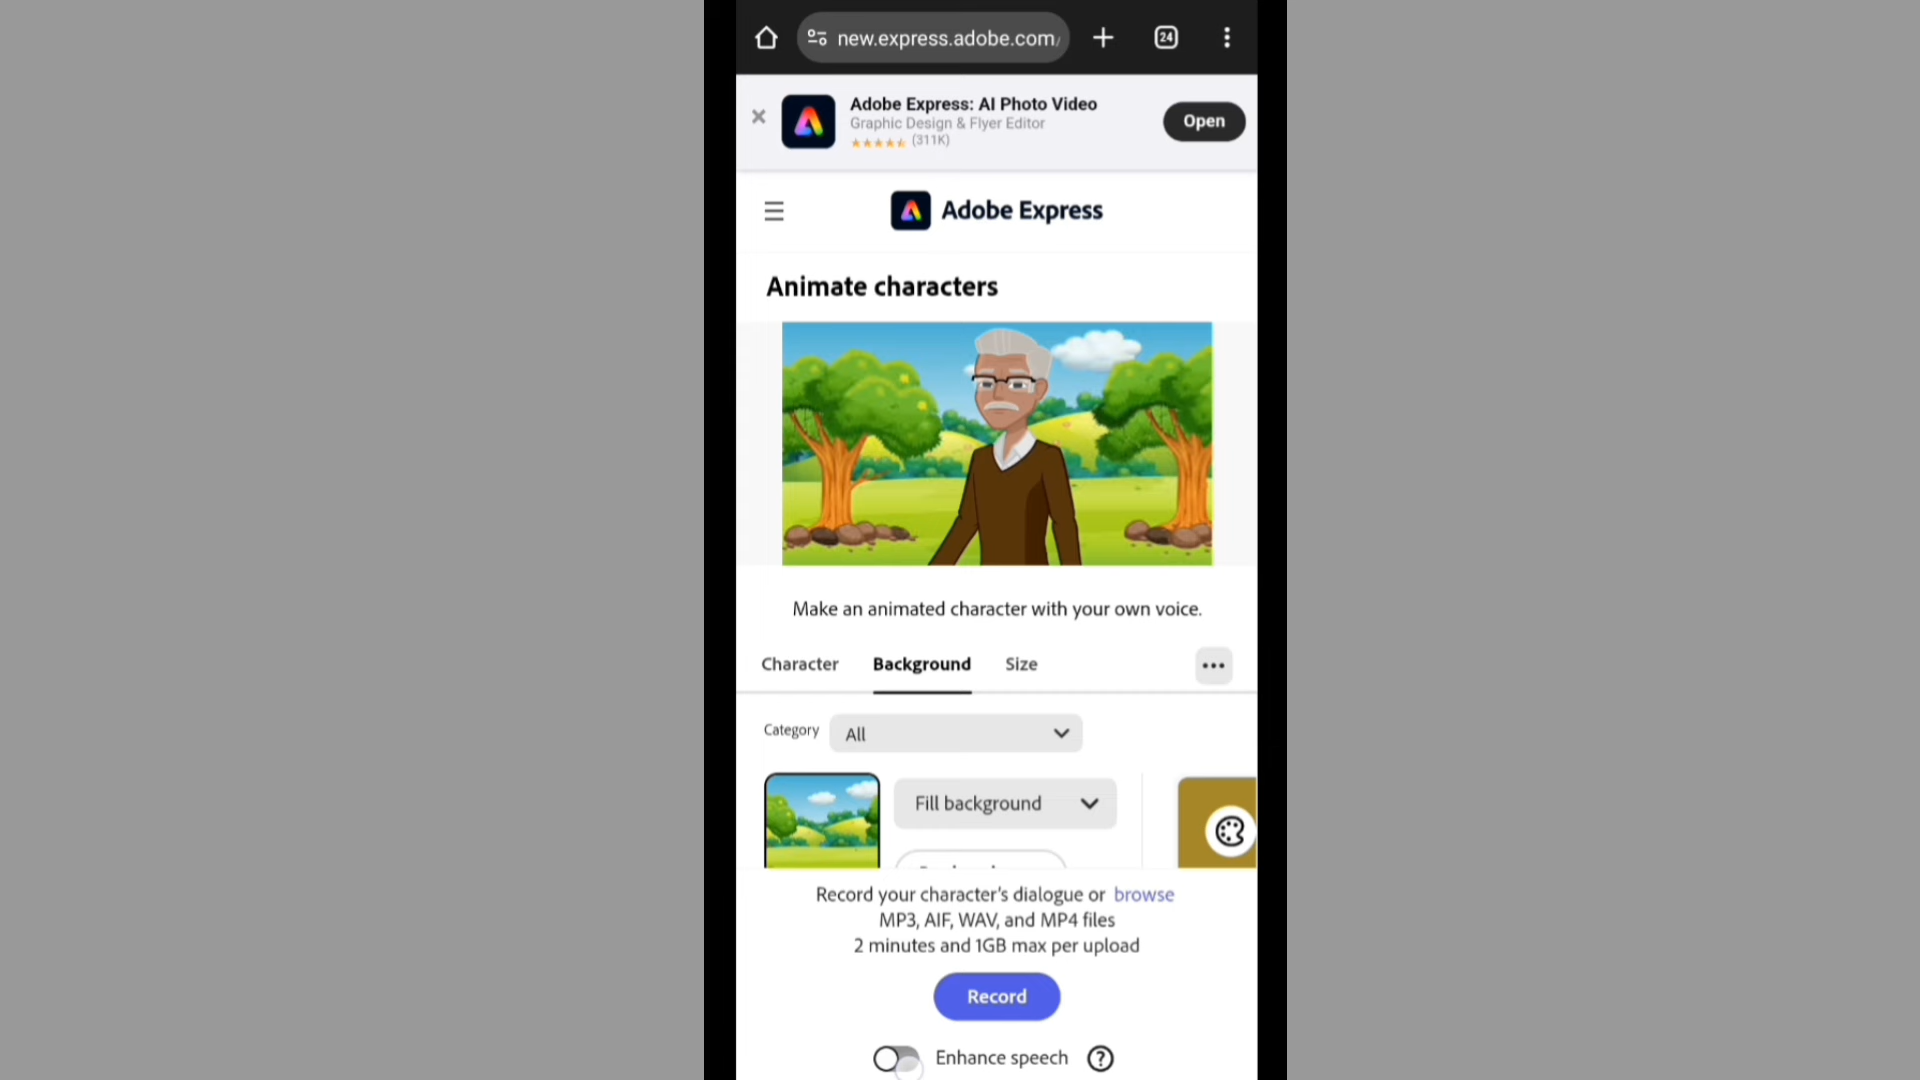 new.express.adobe.com/
24
Adobe Express: AI Photo Video
Graphic Design & Flyer Editor
(311K)
Open
Adobe Express
Animate characters
Make an animated character with your own voice.
Character Background Size
Category All
Fill background
Record your character's dialogue or browse
MP3, AIF, WAV, and MP4 files
2 minutes and 1GB max per upload
Record
Enhance speech